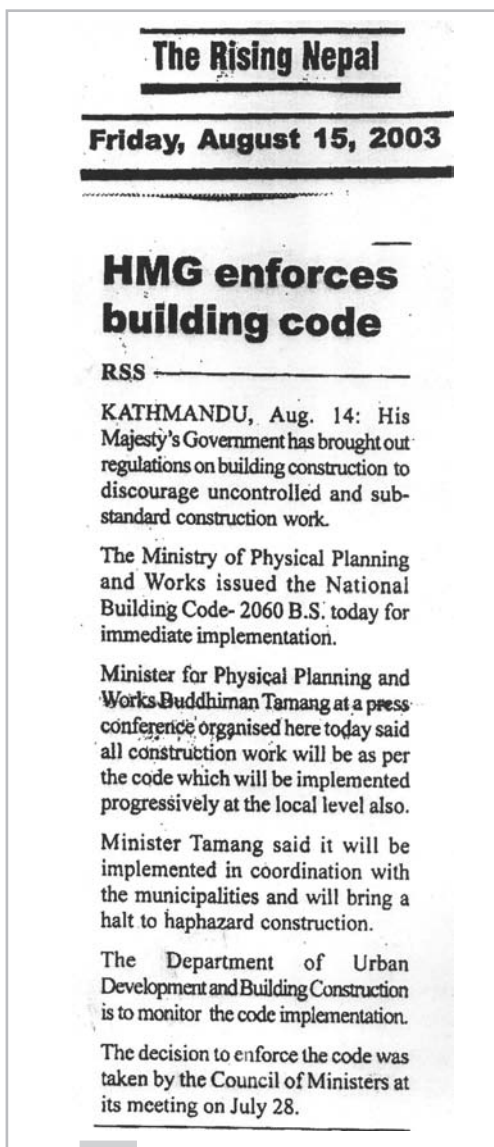 The Rising Nepal
Friday, August 15, 2003
HMG enforces
building code
RSS
KATHMANDU, Aug. 14: His
Majesty's Government has brought out
regulations on building construction to
discourage uncontrolled and sub-
standard construction work.
The Ministry of Physical Planning
and Works issued the National
Building Code- 2060 B.S. today for
immediate implementation.
Minister for Physical Planning and
Works Buddhiman Tamang at a press
conference organised here today said
all construction work will be as per
the code which will be implemented
progressively at the local level also.
Minister Tamang said it will be
implemented in coordination with
the municipalities and will bring a
halt to haphazard construction.
The Department of Urban
Development and Building Construction
is to monitor the code implementation.
The decision to enforce the code was
taken by the Council of Ministers at
its meeting on July 28.